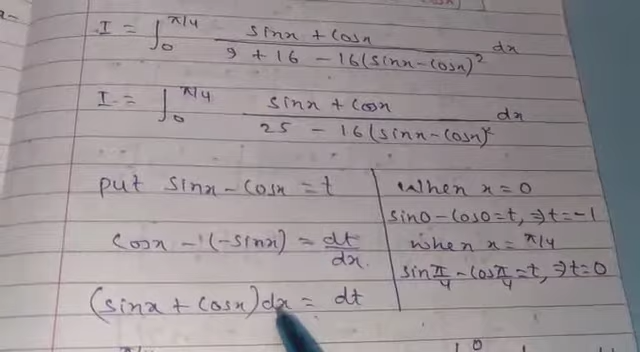 I = ∫₀^π/4 sinx + cosx / 9 + 16 - 16(sinx - cosx)² dx
I = ∫₀^π/4 sinx + cosx / 25 - 16(sinx - cosx)² dx
put sinx - cosx = t
cosx - (-sinx) = dt/dx
(sinx + cosx)dx = dt
When x = 0
sin0 - cos0 = t, ⇒ t = -1
when x = π/4
sin π/4 - cos π/4 = t, ⇒ t = 0